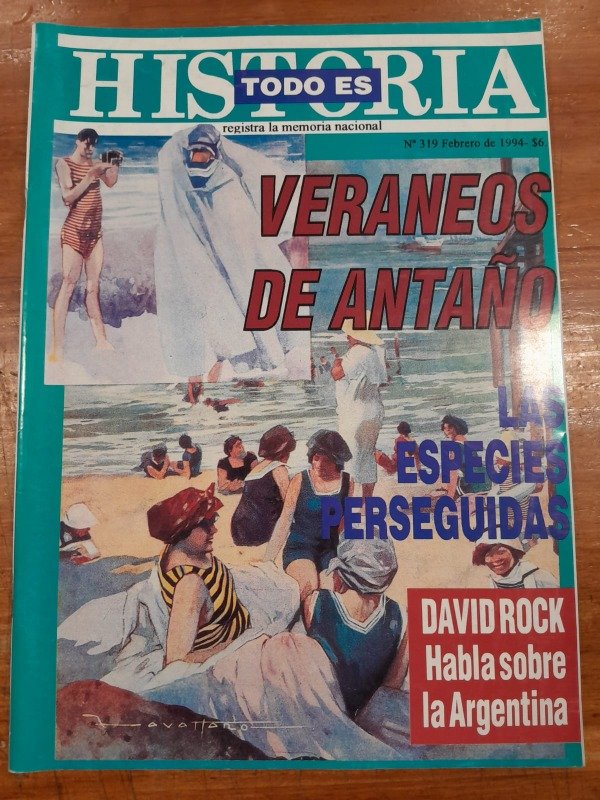 HISTORIA
TODO ES
registra la memoria nacional
Nº 319 Febrero de 1994- $6.
VERANEOS
DE ANTAÑO
LAS
ESPECIES
PERSEGUIDAS
DAVID ROCK
Habla sobre
la Argentina